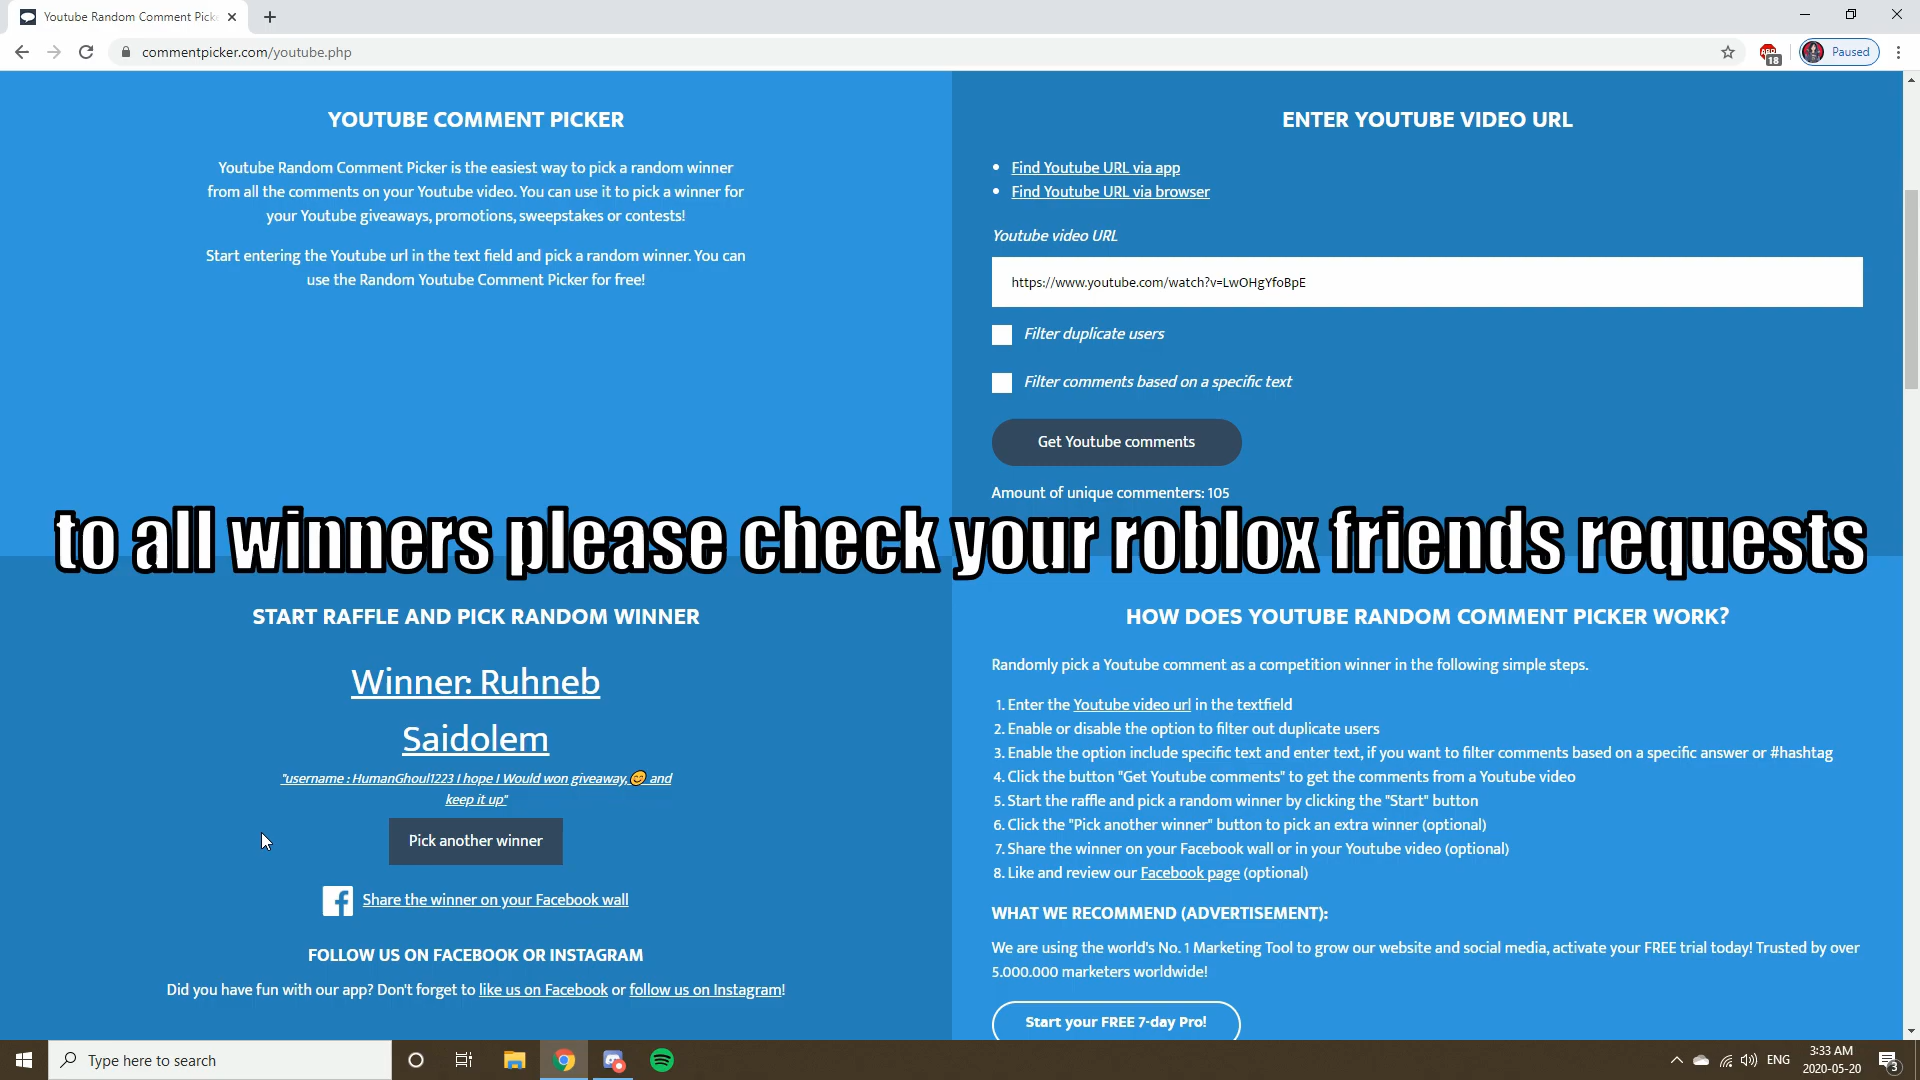 Youtube Random Comment Pick
commentpicker.com/youtube.php
18
Paused
YOUTUBE COMMENT PICKER
Youtube Random Comment Picker is the easiest way to pick a random winner
from all the comments on your Youtube video. You can use it to pick a winner for
your Youtube giveaways, promotions, sweepstakes or contests!
Start entering the Youtube url in the text field and pick a random winner. You can
use the Random Youtube Comment Picker for free!
ENTER YOUTUBE VIDEO URL
Find Youtube URL via app
Find Youtube URL via browser
Youtube video URL
https://www.youtube.com/watch?v=LwOHgYfoBpE
Filter duplicate users
Filter comments based on a specific text
Get Youtube comments
Amount of unique commenters: 105
to all winners please check your roblox friends requests
START RAFFLE AND PICK RANDOM WINNER
Winner: Ruhneb
Saidolem
"username : HumanGhoul1223 I hope I Would won giveaway,😊 and
keep it up"
Pick another winner
Share the winner on your Facebook wall
FOLLOW US ON FACEBOOK OR INSTAGRAM
Did you have fun with our app? Don't forget to like us on Facebook or follow us on Instagram!
HOW DOES YOUTUBE RANDOM COMMENT PICKER WORK?
Randomly pick a Youtube comment as a competition winner in the following simple steps.
1. Enter the Youtube video url in the textfield
2. Enable or disable the option to filter out duplicate users
3. Enable the option include specific text and enter text, if you want to filter comments based on a specific answer or #hashtag
4. Click the button "Get Youtube comments" to get the comments from a Youtube video
5. Start the raffle and pick a random winner by clicking the "Start" button
6. Click the "Pick another winner" button to pick an extra winner (optional)
7. Share the winner on your Facebook wall or in your Youtube video (optional)
8. Like and review our Facebook page (optional)
WHAT WE RECOMMEND (ADVERTISEMENT):
We are using the world's No. 1 Marketing Tool to grow our website and social media, activate your FREE trial today! Trusted by over
5.000.000 marketers worldwide!
Start your FREE 7-day Pro!
Type here to search
ENG
3:33 AM
2020-05-20
3